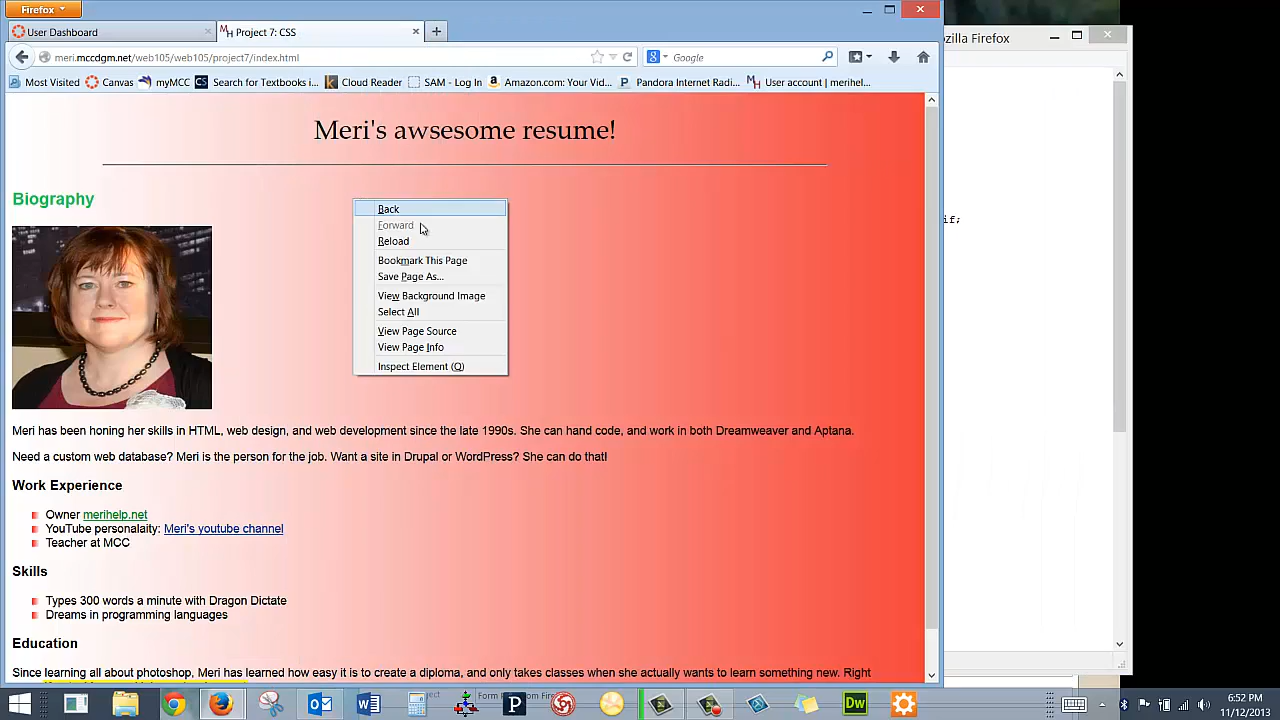 Firefox
User Dashboard
Project 7: CSS
zilla Firefox
meri.mccdgm.net/web105/web105/project7/index.html
Google
Most Visited Canvas myMCC Search for Textbooks i... Cloud Reader SAM - Log In Amazon.com: Your Vid... Pandora Internet Radi... User account | merihel...
Meri's awsesome resume!
Biography
if;
Back
Forward
Reload
Bookmark This Page
Save Page As...
View Background Image
Select All
View Page Source
View Page Info
Inspect Element (Q)
Meri has been honing her skills in HTML, web design, and web development since the late 1990s. She can hand code, and work in both Dreamweaver and Aptana.
Need a custom web database? Meri is the person for the job. Want a site in Drupal or WordPress? She can do that!
Work Experience
Owner merihelp.net
YouTube personalaity: Meri's youtube channel
Teacher at MCC
Skills
Types 300 words a minute with Dragon Dictate
Dreams in programming languages
Education
Since learning all about photoshop, Meri has learned how easy it is to create a diploma, and only takes classes when she actually wants to learn something new. Right
6:52 PM
11/12/2013